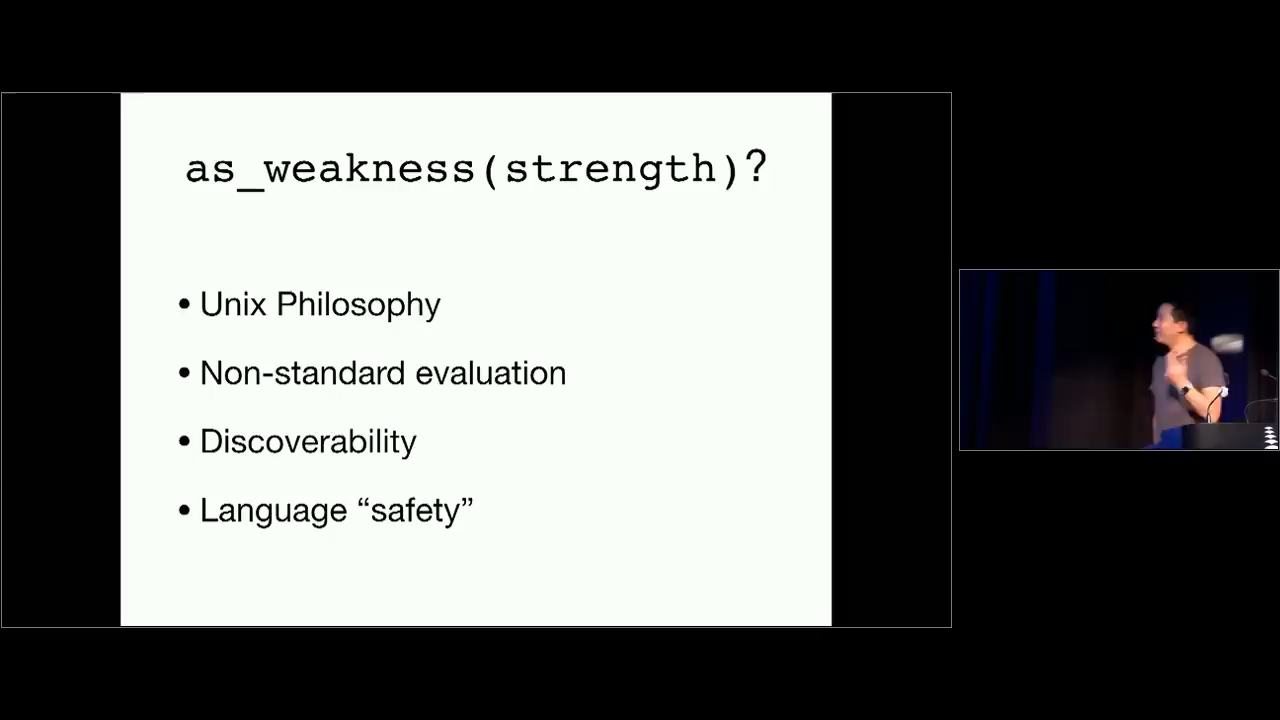 as_weakness(strength)?
• Unix Philosophy
• Non-standard evaluation
• Discoverability
• Language “safety”